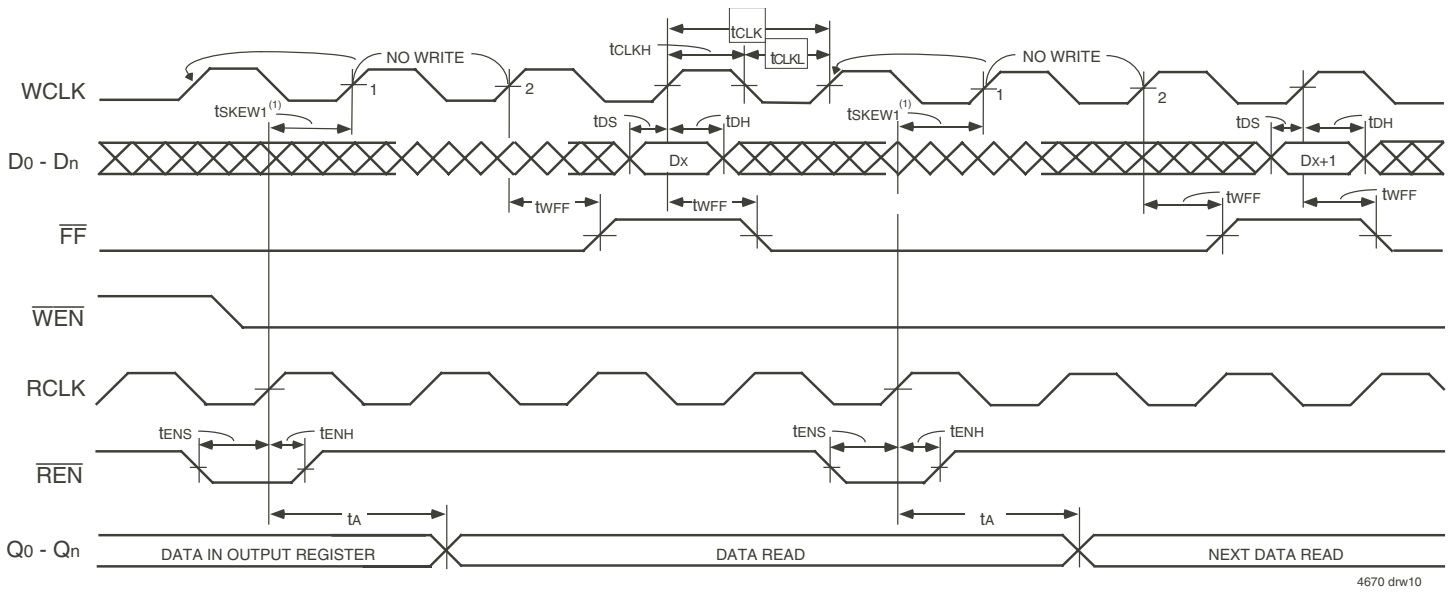 tCLK
tCLKH
tCLKL
NO WRITE
NO WRITE
WCLK
1
2
1
2
tSKEW1(1)
tDS
tDH
tSKEW1(1)
tDS
tDH
D0 - Dn
DX
DX+1
tWFF
tWFF
tWFF
tWFF
FF
WEN
RCLK
tENS
tENH
tENS
tENH
REN
tA
tA
Q0 - Qn
DATA IN OUTPUT REGISTER
DATA READ
NEXT DATA READ
4670 drw10